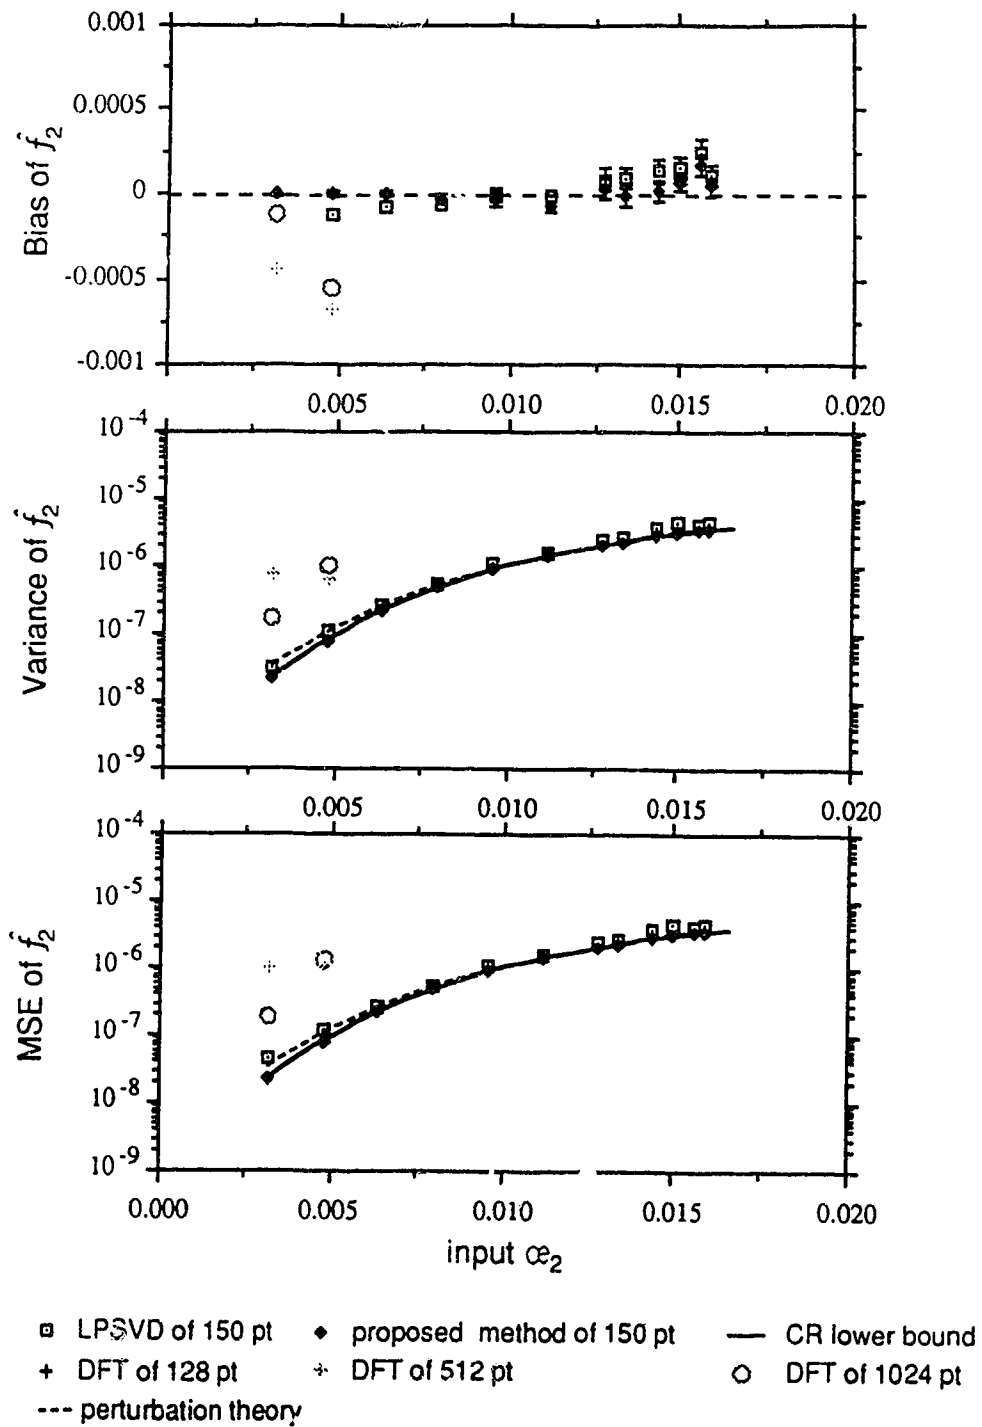 0.001
0.0005
0
-0.0005
-0.001
Bias of f̂₂
0.005 0.010 0.015 0.020
10⁻⁴
10⁻⁵
10⁻⁶
10⁻⁷
10⁻⁸
10⁻⁹
Variance of f̂₂
0.005 0.010 0.015 0.020
10⁻⁴
10⁻⁵
10⁻⁶
10⁻⁷
10⁻⁸
10⁻⁹
MSE of f̂₂
0.000 0.005 0.010 0.015 0.020
input œ₂
LPSVD of 150 pt proposed method of 150 pt CR lower bound
DFT of 128 pt DFT of 512 pt DFT of 1024 pt
perturbation theory